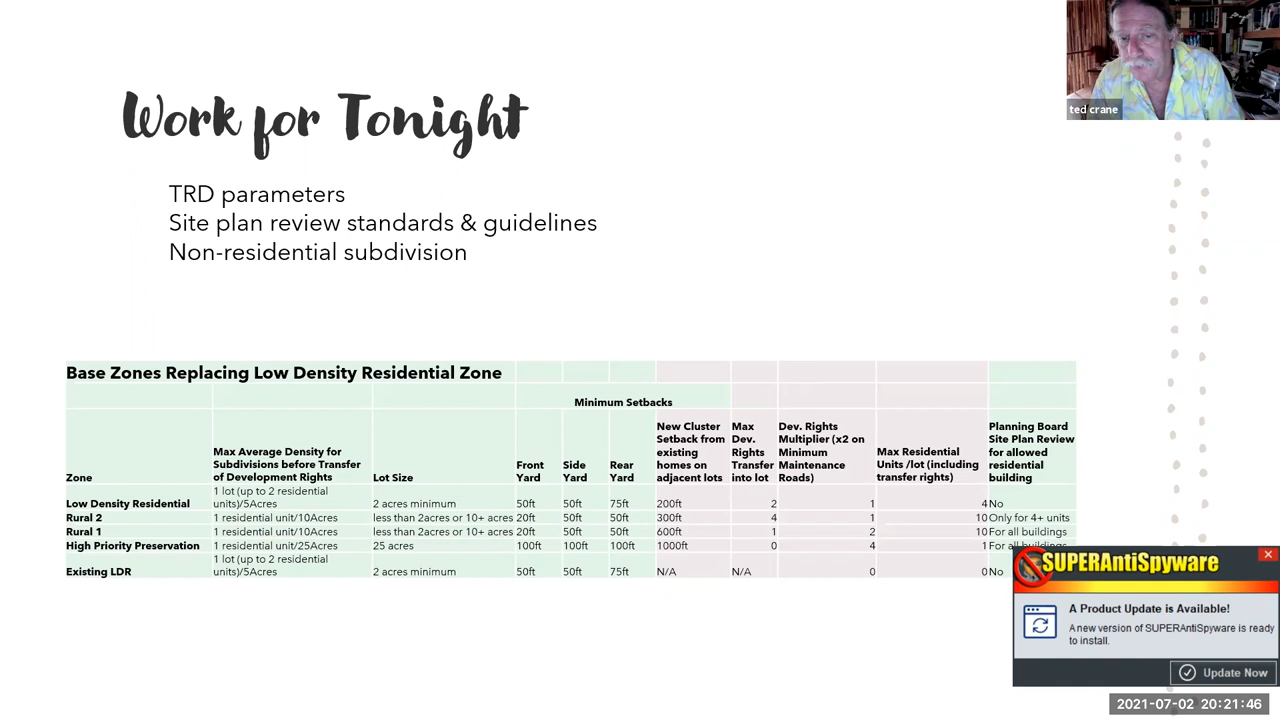 ted crane
Work for Tonight
TRD parameters
Site plan review standards & guidelines
Non-residential subdivision
Base Zones Replacing Low Density Residential Zone
Minimum Setbacks
Zone
Max Average Density for Subdivisions before Transfer of Development Rights
Lot Size
Front Yard
Side Yard
Rear Yard
New Cluster Setback from existing homes on adjacent lots
Max Dev. Rights Transfer into lot
Dev. Rights Multiplier (x2 on Minimum Maintenance Roads)
Max Residential Units /lot (including transfer rights)
Planning Board Site Plan Review for allowed residential building
Low Density Residential 1 lot (up to 2 residential units)/5Acres 2 acres minimum 50ft 50ft 75ft 200ft 2 1 4 No
Rural 2 1 residential unit/10Acres less than 2acres or 10+ acres 20ft 50ft 50ft 300ft 4 1 10 Only for 4+ units
Rural 1 1 residential unit/10Acres less than 2acres or 10+ acres 20ft 50ft 50ft 600ft 1 2 10 For all buildings
High Priority Preservation 1 residential unit/25Acres 25 acres 100ft 100ft 100ft 1000ft 0 4 1 For all buildings
Existing LDR 1 lot (up to 2 residential units)/5Acres 2 acres minimum 50ft 50ft 75ft N/A N/A 0 0 No
SUPERAntiSpyware
A Product Update is Available!
A new version of SUPERAntiSpyware is ready
to install.
Update Now
2021-07-02 20:21:46